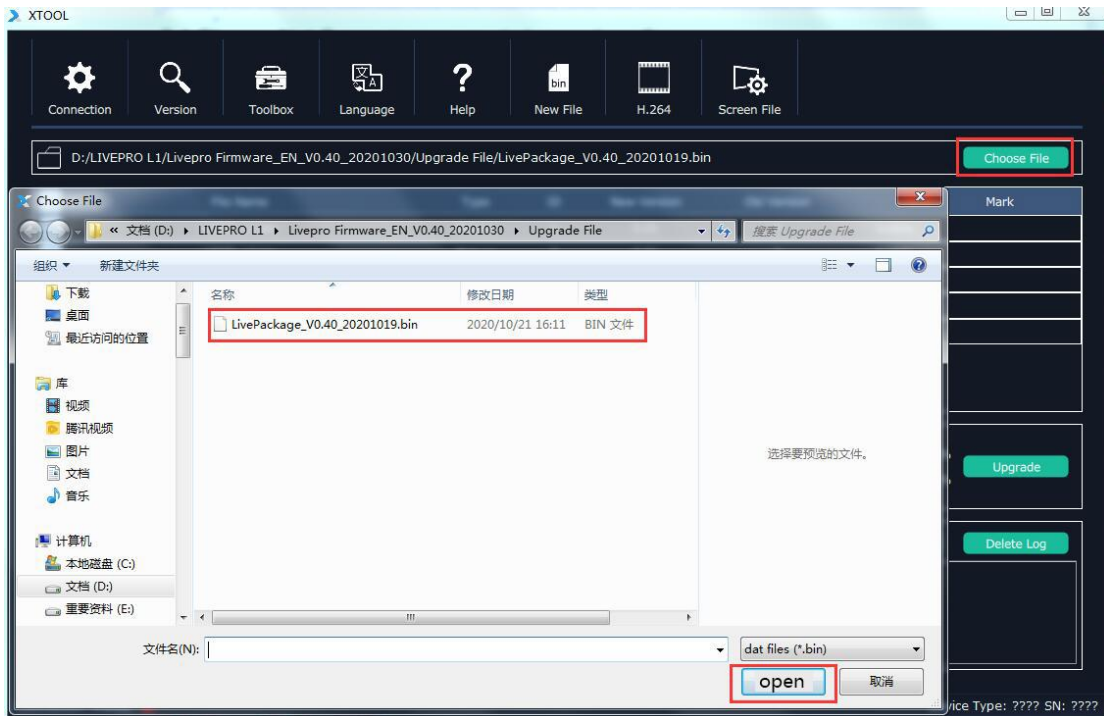 XTOOL
Connection Version Toolbox Language Help New File H.264 Screen File
bin
D:/LIVEPRO L1/Livepro Firmware_EN_V0.40_20201030/Upgrade File/LivePackage_V0.40_20201019.bin Choose File
Choose File
Mark
« 文档 (D:) ▸ LIVEPRO L1 ▸ Livepro Firmware_EN_V0.40_20201030 ▸ Upgrade File 搜索 Upgrade File
组织 新建文件夹
下载 名称 修改日期 类型
桌面 LivePackage_V0.40_20201019.bin 2020/10/21 16:11 BIN 文件
最近访问的位置
库
视频
腾讯视频
图片 选择要预览的文件。
文档 Upgrade
音乐
计算机
本地磁盘 (C:) Delete Log
文档 (D:)
重要资料 (E:)
文件名(N): dat files (*.bin)
open 取消
vice Type: ???? SN: ????